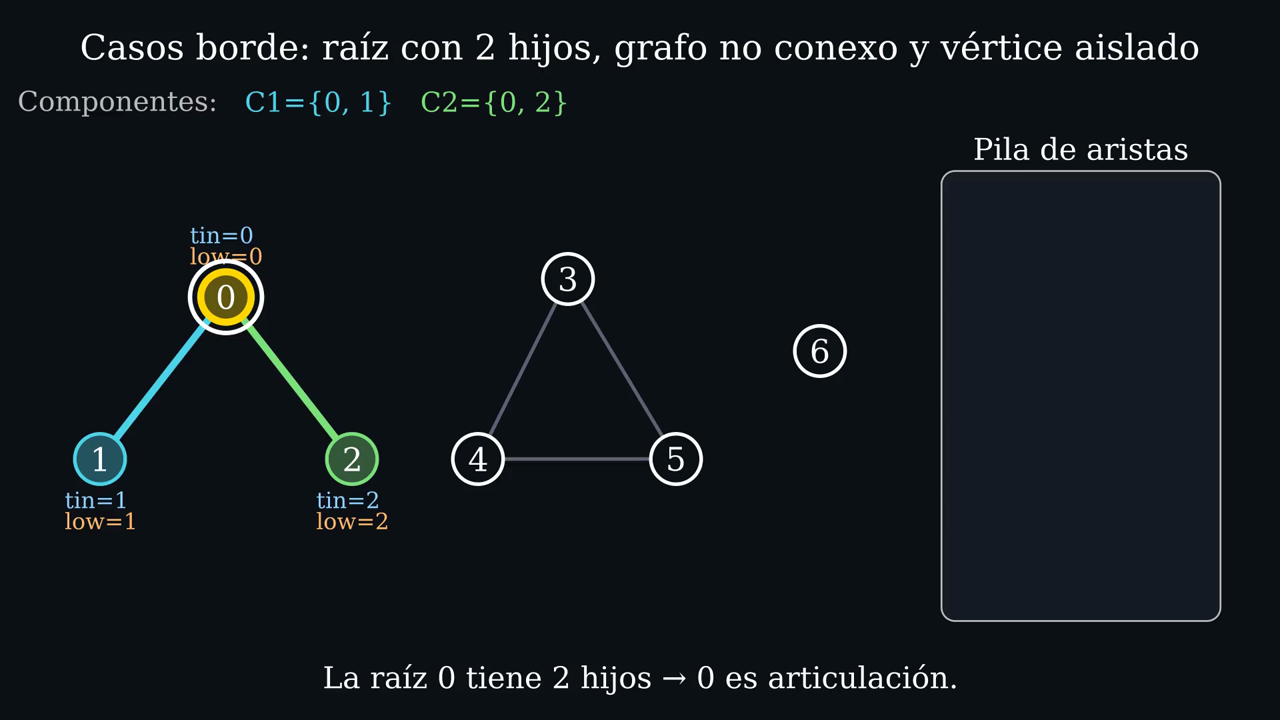 Casos borde: raíz con 2 hijos, grafo no conexo y vértice aislado
Componentes: C1={0, 1} C2={0, 2}
Pila de aristas
tin=0
low=0
0
3
6
1
2
4
5
tin=1
low=1
tin=2
low=2
La raíz 0 tiene 2 hijos → 0 es articulación.